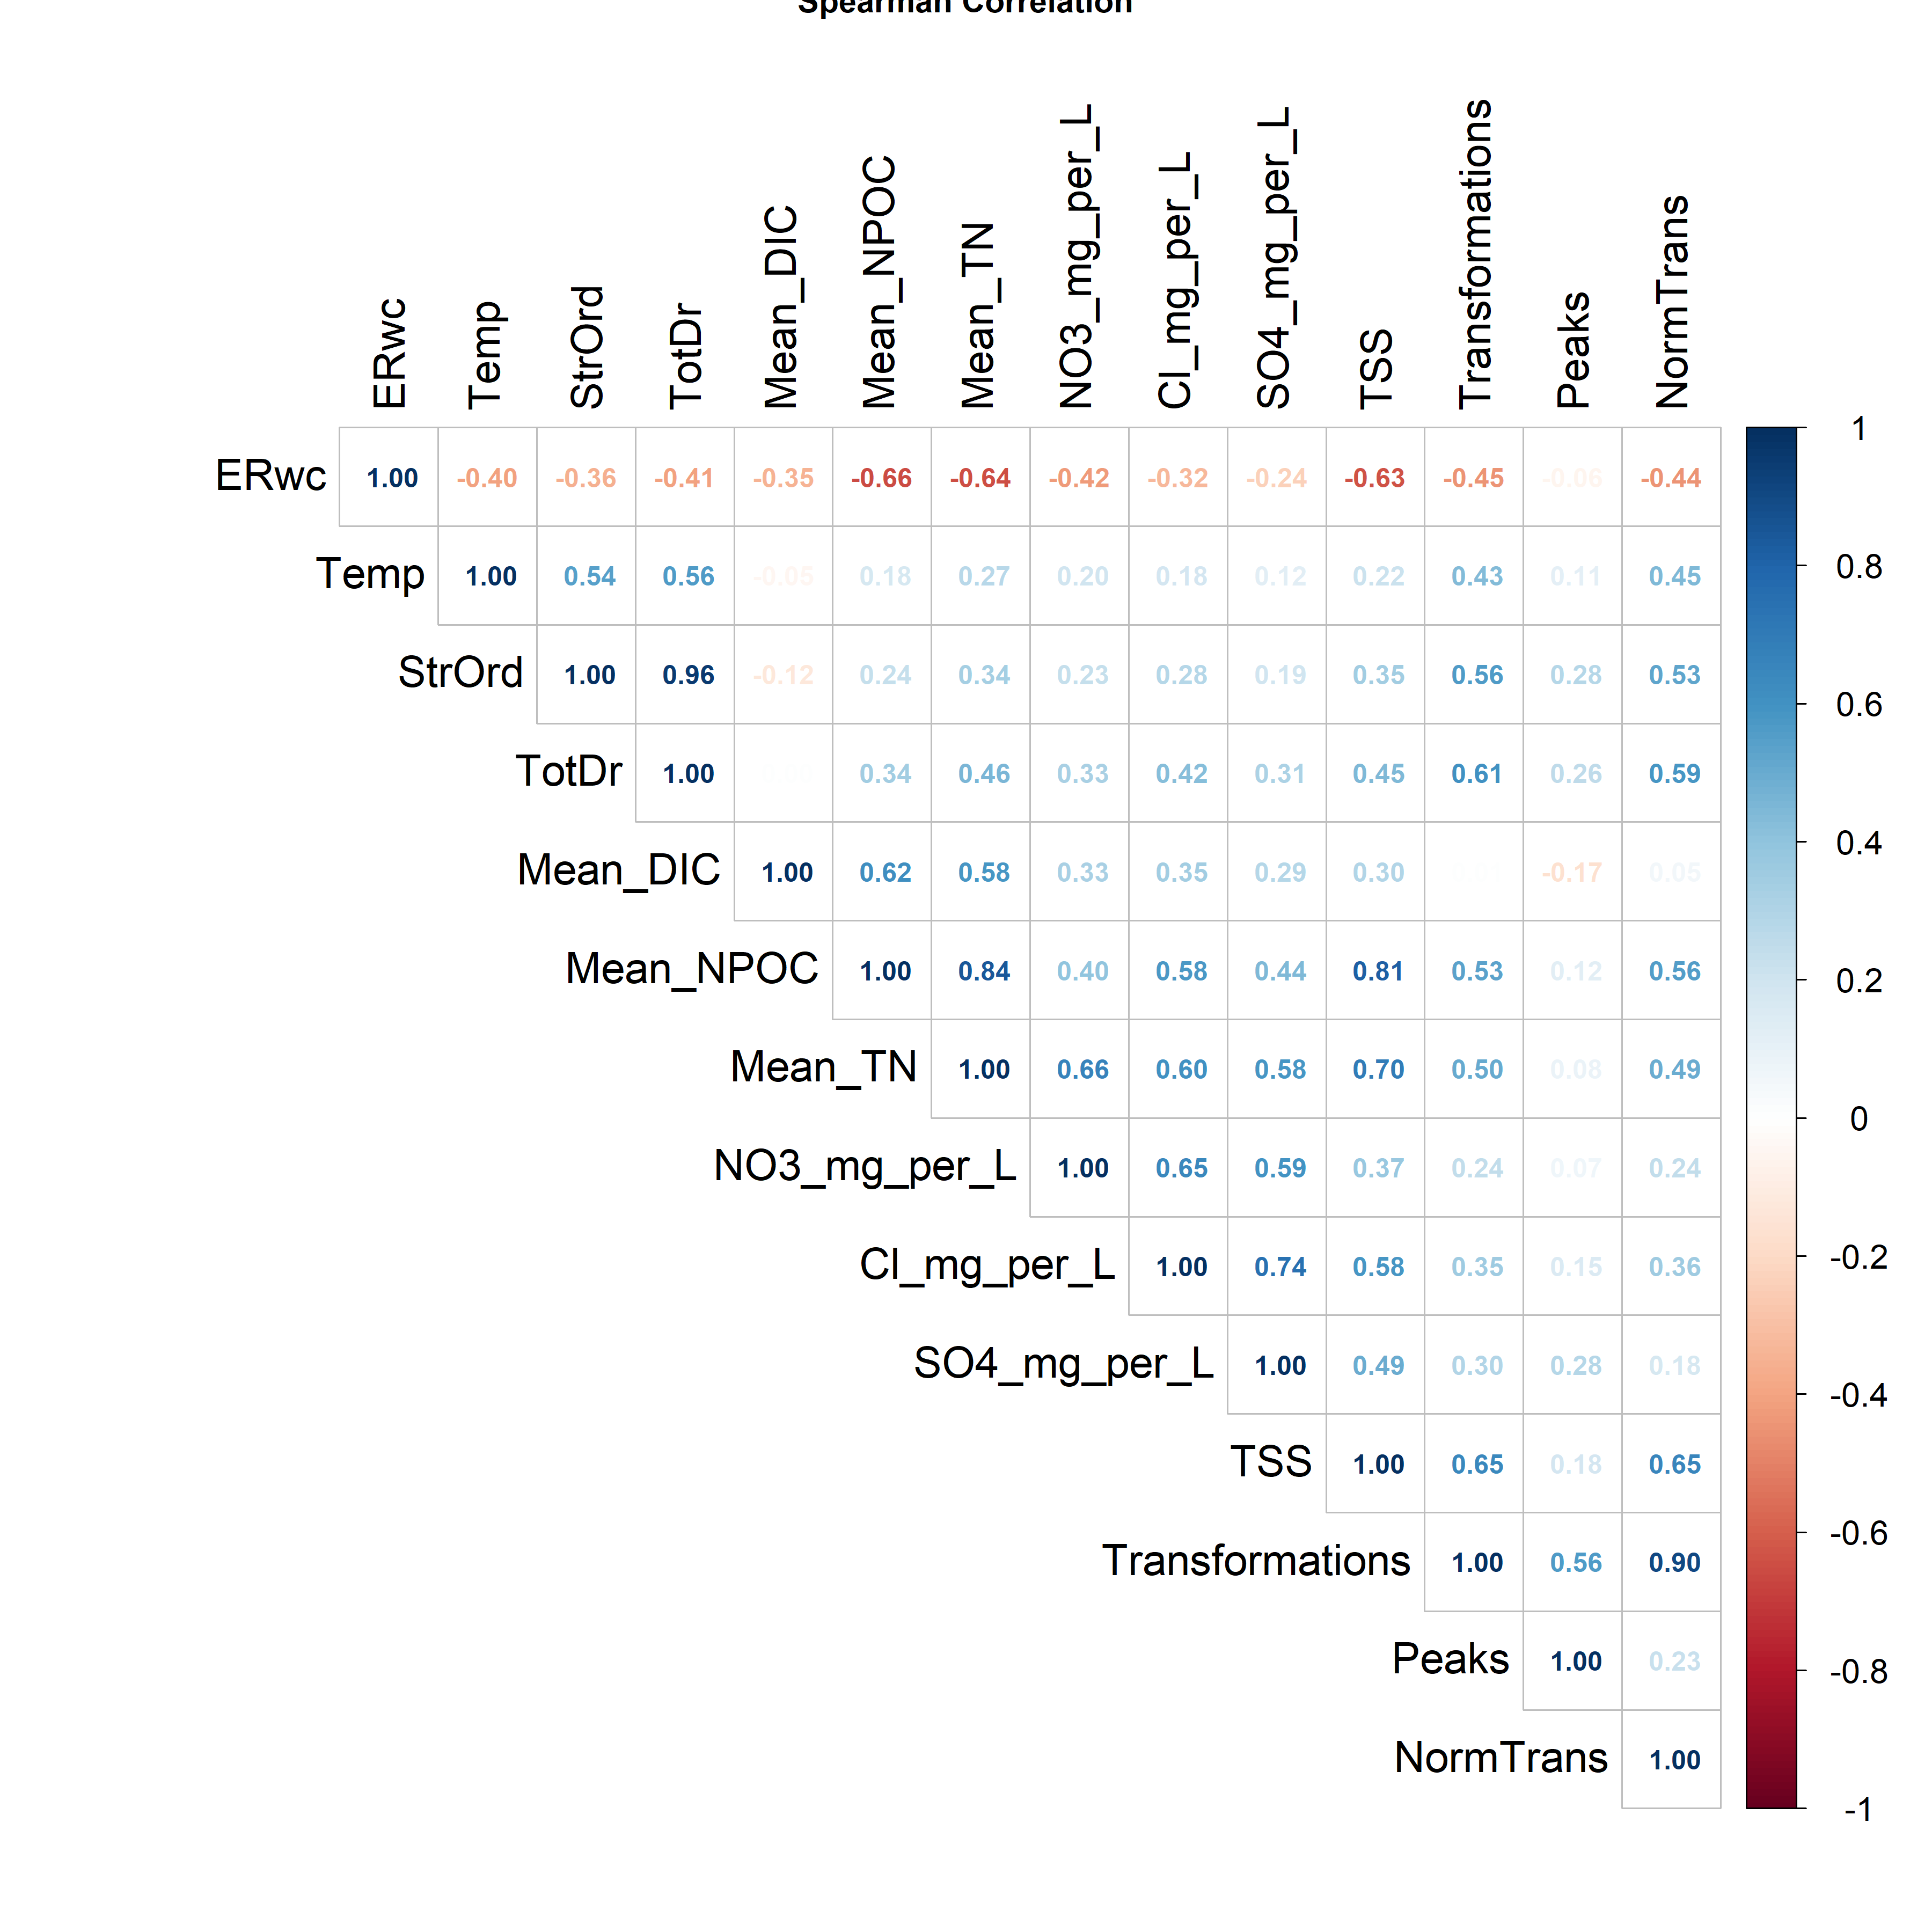 Spearman Correlation
ERwc Temp StrOrd TotDr Mean_DIC Mean_NPOC Mean_TN NO3_mg_per_L Cl_mg_per_L SO4_mg_per_L TSS Transformations Peaks NormTrans
ERwc 1.00 -0.40 -0.36 -0.41 -0.35 -0.66 -0.64 -0.42 -0.32 -0.24 -0.63 -0.45 -0.06 -0.44
Temp 1.00 0.54 0.56 -0.05 0.18 0.27 0.20 0.18 0.12 0.22 0.43 0.11 0.45
StrOrd 1.00 0.96 -0.12 0.24 0.34 0.23 0.28 0.19 0.35 0.56 0.28 0.53
TotDr 1.00 0.34 0.46 0.33 0.42 0.31 0.45 0.61 0.26 0.59
Mean_DIC 1.00 0.62 0.58 0.33 0.35 0.29 0.30 -0.17 0.05
Mean_NPOC 1.00 0.84 0.40 0.58 0.44 0.81 0.53 0.12 0.56
Mean_TN 1.00 0.66 0.60 0.58 0.70 0.50 0.08 0.49
NO3_mg_per_L 1.00 0.65 0.59 0.37 0.24 0.07 0.24
Cl_mg_per_L 1.00 0.74 0.58 0.35 0.15 0.36
SO4_mg_per_L 1.00 0.49 0.30 0.28 0.18
TSS 1.00 0.65 0.18 0.65
Transformations 1.00 0.56 0.90
Peaks 1.00 0.23
NormTrans 1.00
1
0.8
0.6
0.4
0.2
0
-0.2
-0.4
-0.6
-0.8
-1